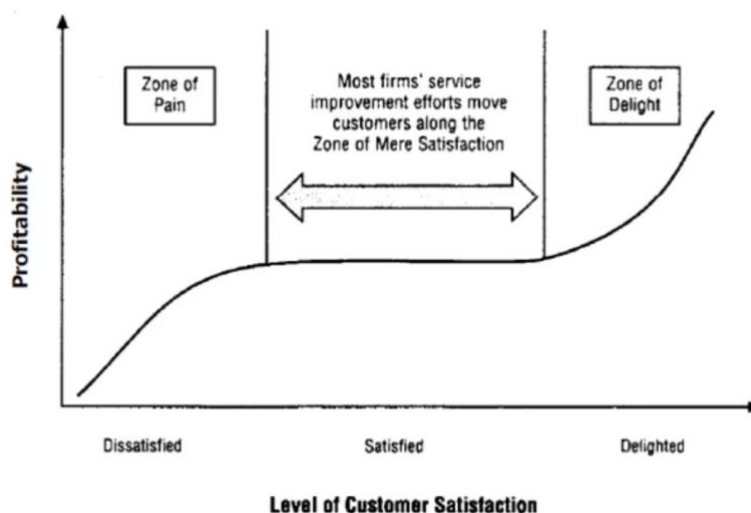 Zone of
Pain
Most firms' service
improvement efforts move
customers along the
Zone of Mere Satisfaction
Zone of
Delight
Profitability
Dissatisfied
Satisfied
Delighted
Level of Customer Satisfaction